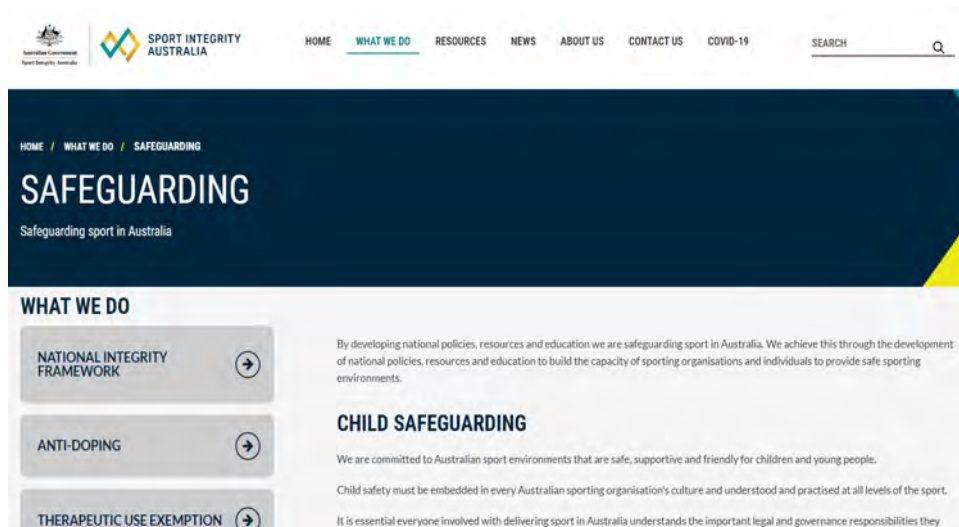 Australian Government
Sport Integrity Australia
SPORT INTEGRITY
AUSTRALIA
HOME
WHAT WE DO
RESOURCES
NEWS
ABOUT US
CONTACT US
COVID-19
SEARCH
HOME / WHAT WE DO / SAFEGUARDING
SAFEGUARDING
Safeguarding sport in Australia
WHAT WE DO
NATIONAL INTEGRITY
FRAMEWORK
ANTI-DOPING
THERAPEUTIC USE EXEMPTION
By developing national policies, resources and education we are safeguarding sport in Australia. We achieve this through the development
of national policies, resources and education to build the capacity of sporting organisations and individuals to provide safe sporting
environments.
CHILD SAFEGUARDING
We are committed to Australian sport environments that are safe, supportive and friendly for children and young people.
Child safety must be embedded in every Australian sporting organisation's culture and understood and practised at all levels of the sport.
It is essential everyone involved with delivering sport in Australia understands the important legal and governance responsibilities they